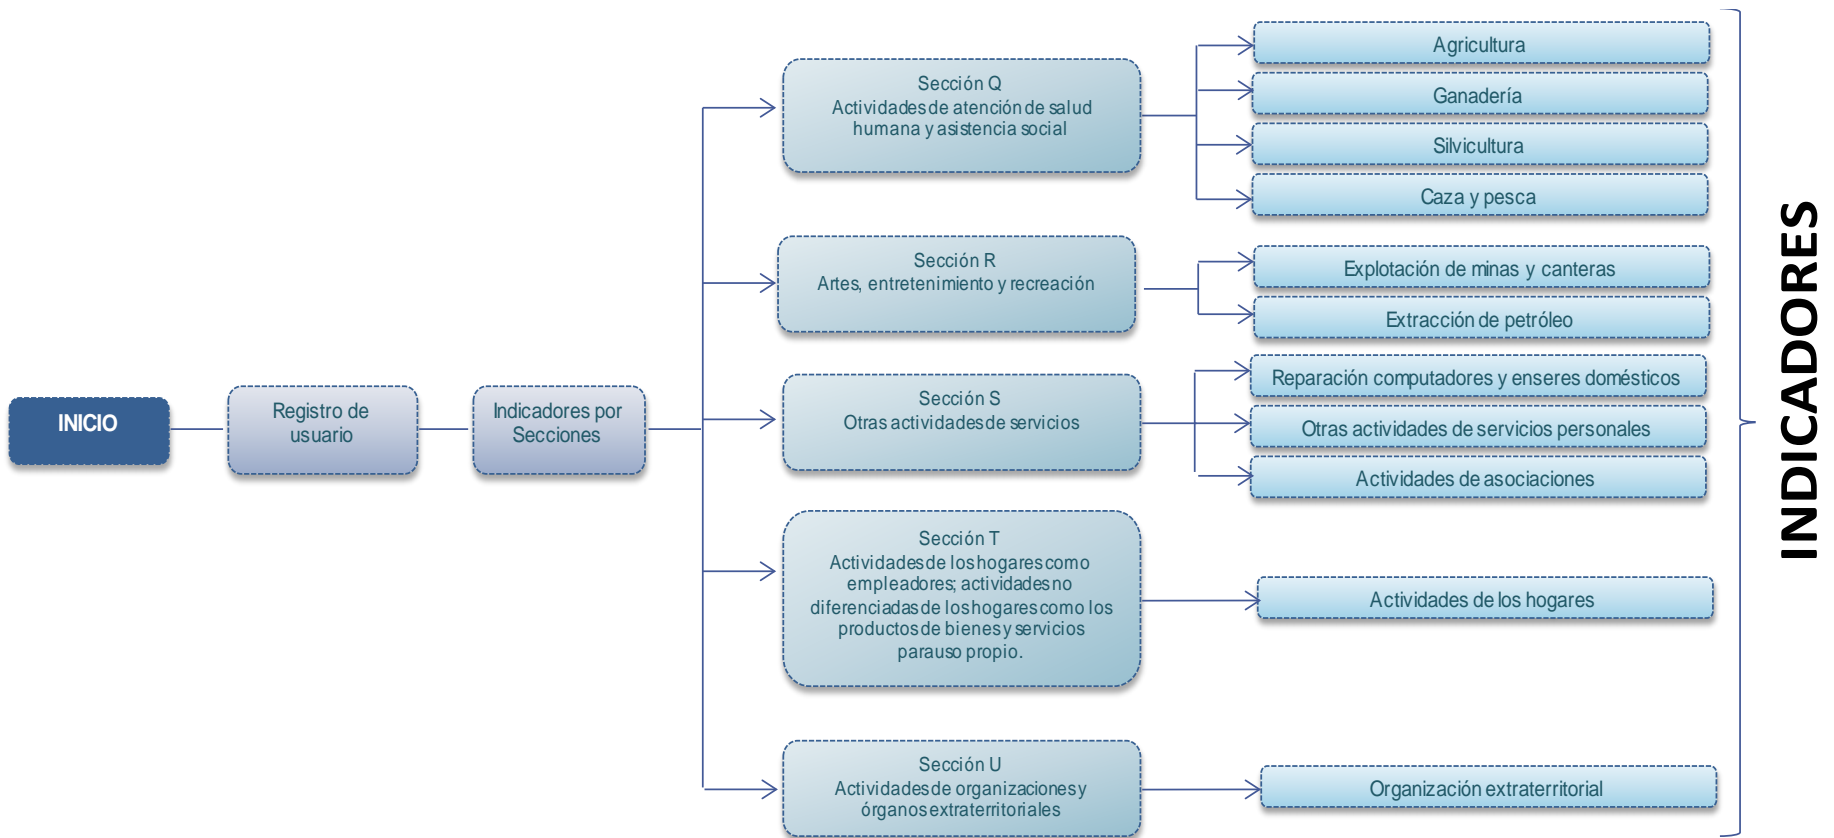 INICIO
Registro de
usuario
Indicadores por
Secciones
Sección Q
Actividades de atención de salud
humana y asistencia social
Agricultura
Ganadería
Silvicultura
Caza y pesca
Sección R
Artes, entretenimiento y recreación
Explotación de minas y canteras
Extracción de petróleo
Sección S
Otras actividades de servicios
Reparación computadores y enseres domésticos
Otras actividades de servicios personales
Actividades de asociaciones
Sección T
Actividades de los hogares como
empleadores; actividades no
diferenciadas de los hogares como los
productos de bienes y servicios
para uso propio.
Actividades de los hogares
Sección U
Actividades de organizaciones y
órganos extraterritoriales
Organización extraterritorial
INDICADORES